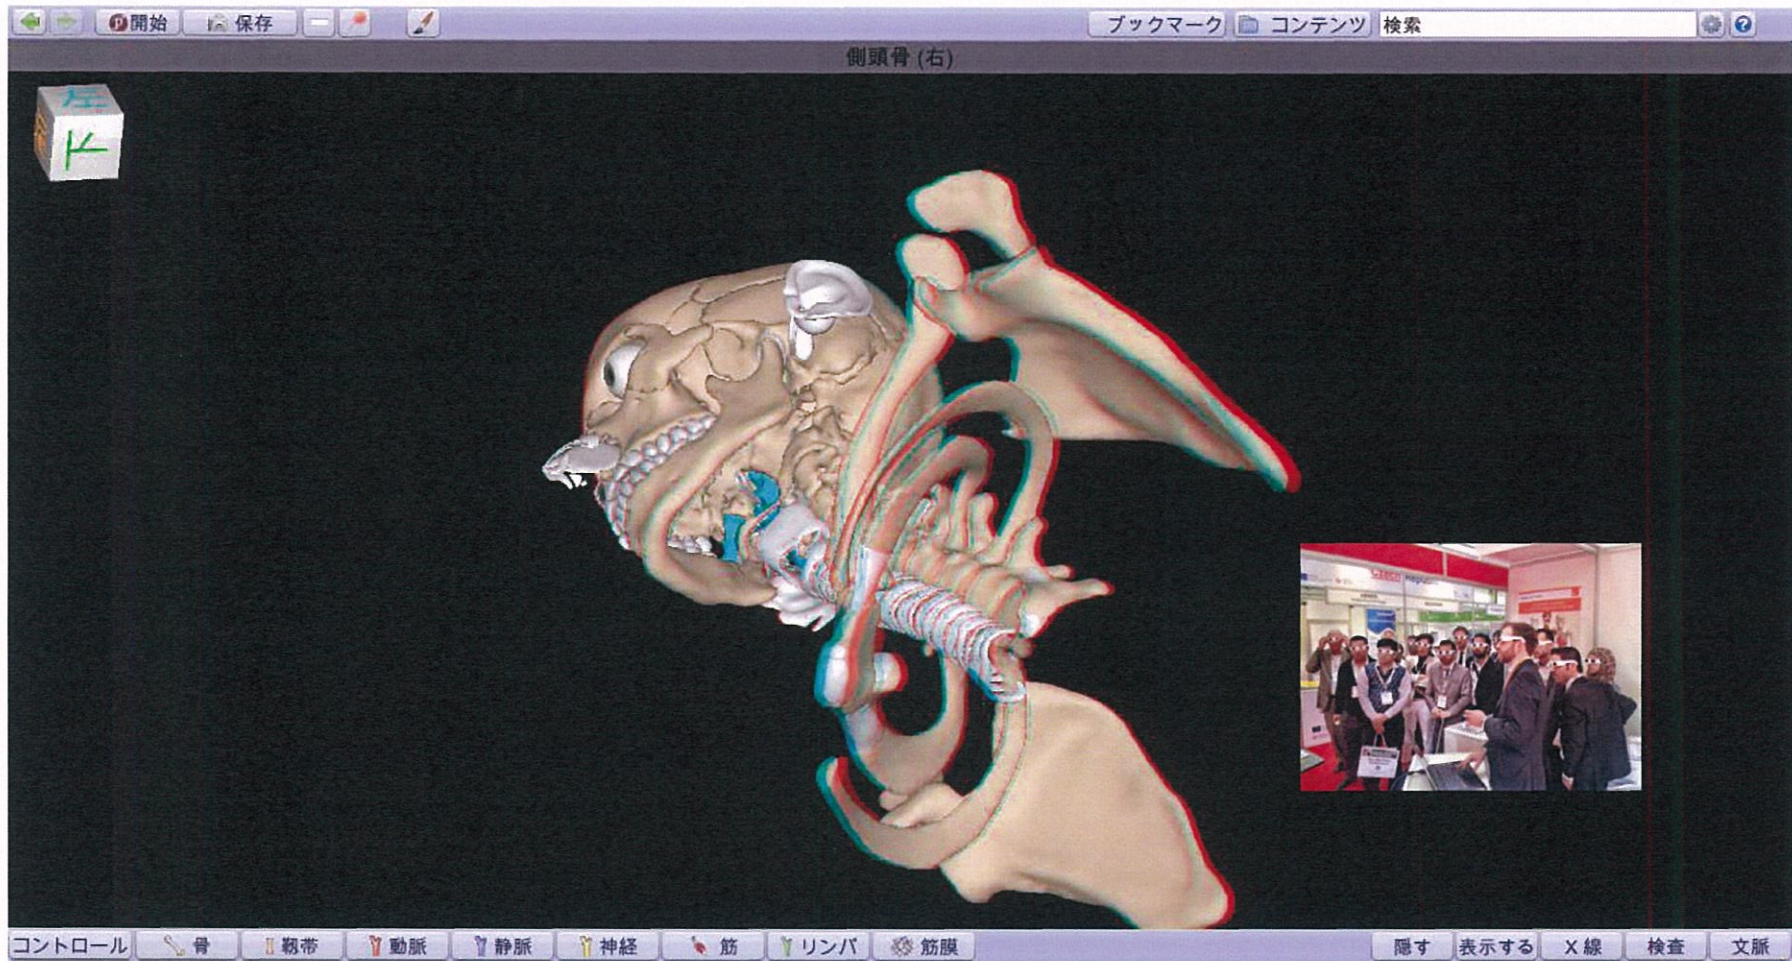 開始 保存 ブックマーク コンテンツ 検索
側頭骨 (右)
左
下
Czech Republic
コントロール 骨 靱帯 動脈 静脈 神経 筋 リンパ 筋膜 隠す 表示する X 線 検査 文脈